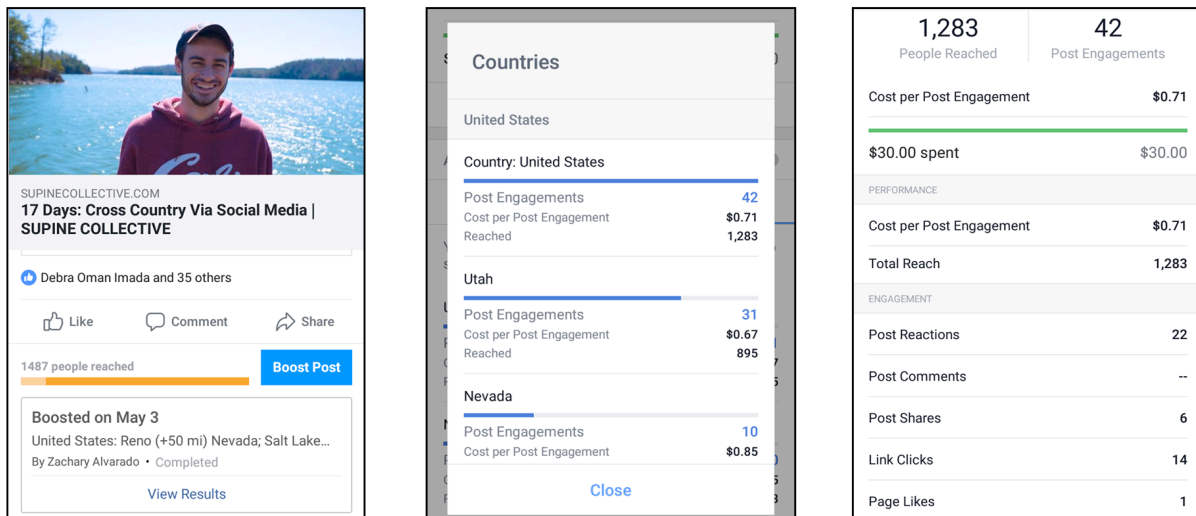 SUPINECOLLECTIVE.COM
17 Days: Cross Country Via Social Media |
SUPINE COLLECTIVE
Debra Oman Imada and 35 others
Like Comment Share
1487 people reached
Boost Post
Boosted on May 3
United States: Reno (+50 mi) Nevada; Salt Lake...
By Zachary Alvarado • Completed
View Results
Countries
United States
Country: United States
Post Engagements 42
Cost per Post Engagement $0.71
Reached 1,283
Utah
Post Engagements 31
Cost per Post Engagement $0.67
Reached 895
Nevada
Post Engagements 10
Cost per Post Engagement $0.85
Close
1,283 42
People Reached Post Engagements
Cost per Post Engagement $0.71
$30.00 spent $30.00
PERFORMANCE
Cost per Post Engagement $0.71
Total Reach 1,283
ENGAGEMENT
Post Reactions 22
Post Comments --
Post Shares 6
Link Clicks 14
Page Likes 1